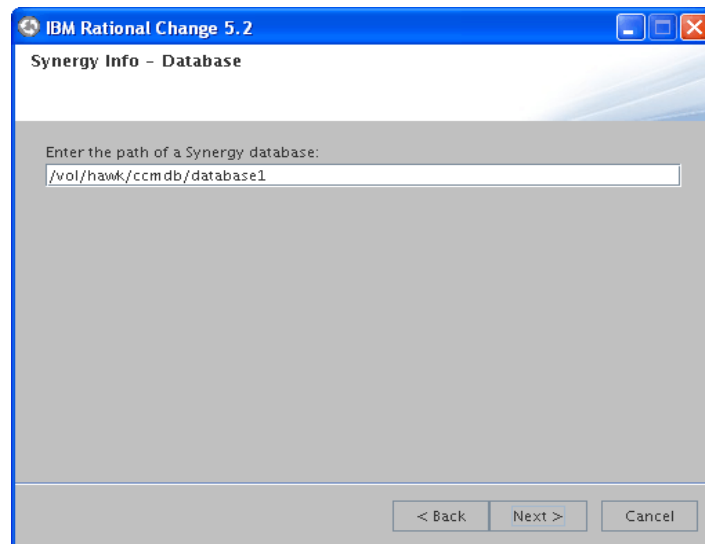 IBM Rational Change 5.2
Synergy Info - Database
Enter the path of a Synergy database:
/vol/hawk/ccmdb/database1
< Back Next > Cancel